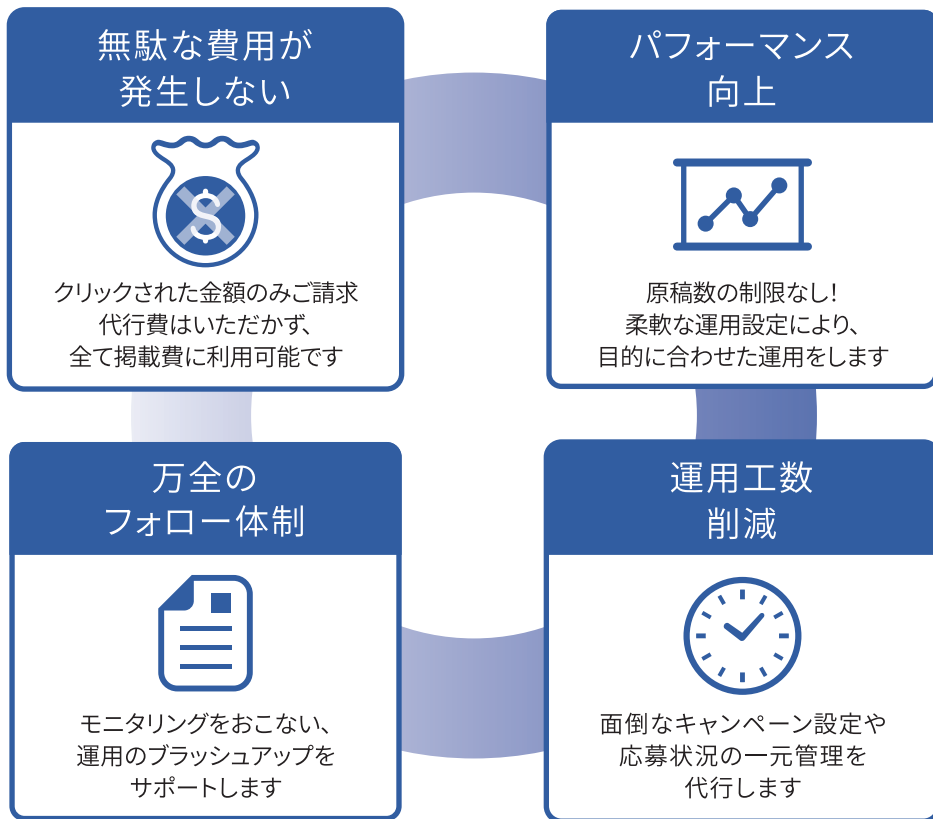 無駄な費用が
発生しない
$
クリックされた金額のみご請求
代行費はいただかず、
全て掲載費に利用可能です
パフォーマンス
向上
原稿数の制限なし!
柔軟な運用設定により、
目的に合わせた運用をします
万全の
フォロー体制
モニタリングをおこない、
運用のブラッシュアップを
サポートします
運用工数
削減
面倒なキャンペーン設定や
応募状況の一元管理を
代行します